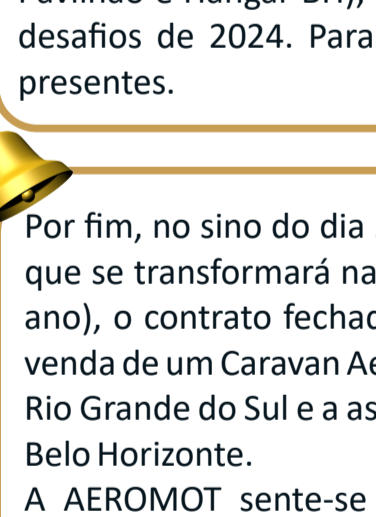 desafios de 2024. Para
presentes.
Por fim, no sino do dia
que se transformará na
ano), o contrato fechad
venda de um Caravan Ae
Rio Grande do Sul e a as
Belo Horizonte.
A AEROMOT sente-se